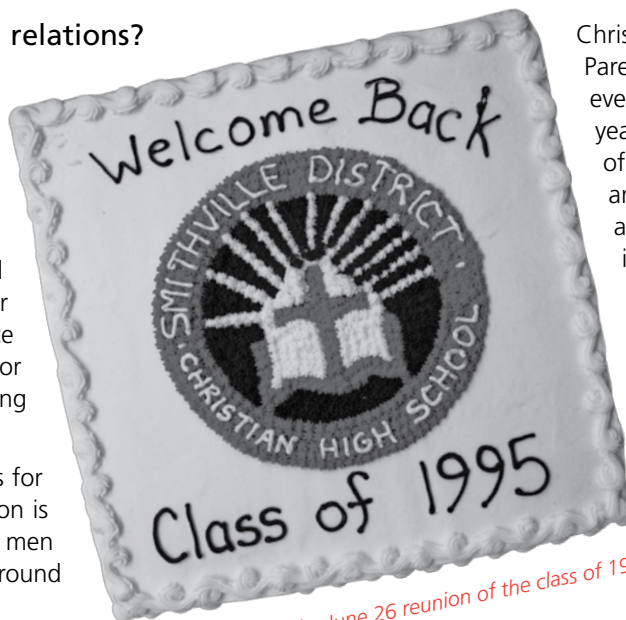 relations?
Welcome Back
SMITHVILLE DISTRICT
· CHRISTIAN HIGH SCHOOL ·
Class of 1995
r
or
ng
s for
on is
men
round
Chris
Pare
eve
yea
of
ar
a
i
June 26 reunion of the class of 19